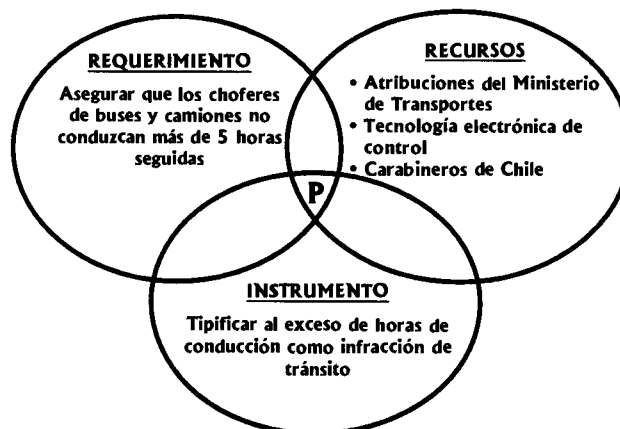 REQUERIMIENTO
Asegurar que los choferes
de buses y camiones no
conduzcan más de 5 horas
seguidas
RECURSOS
• Atribuciones del Ministerio
de Transportes
• Tecnología electrónica de
control
• Carabineros de Chile
P
INSTRUMENTO
Tipificar al exceso de horas de
conducción como infracción de
tránsito